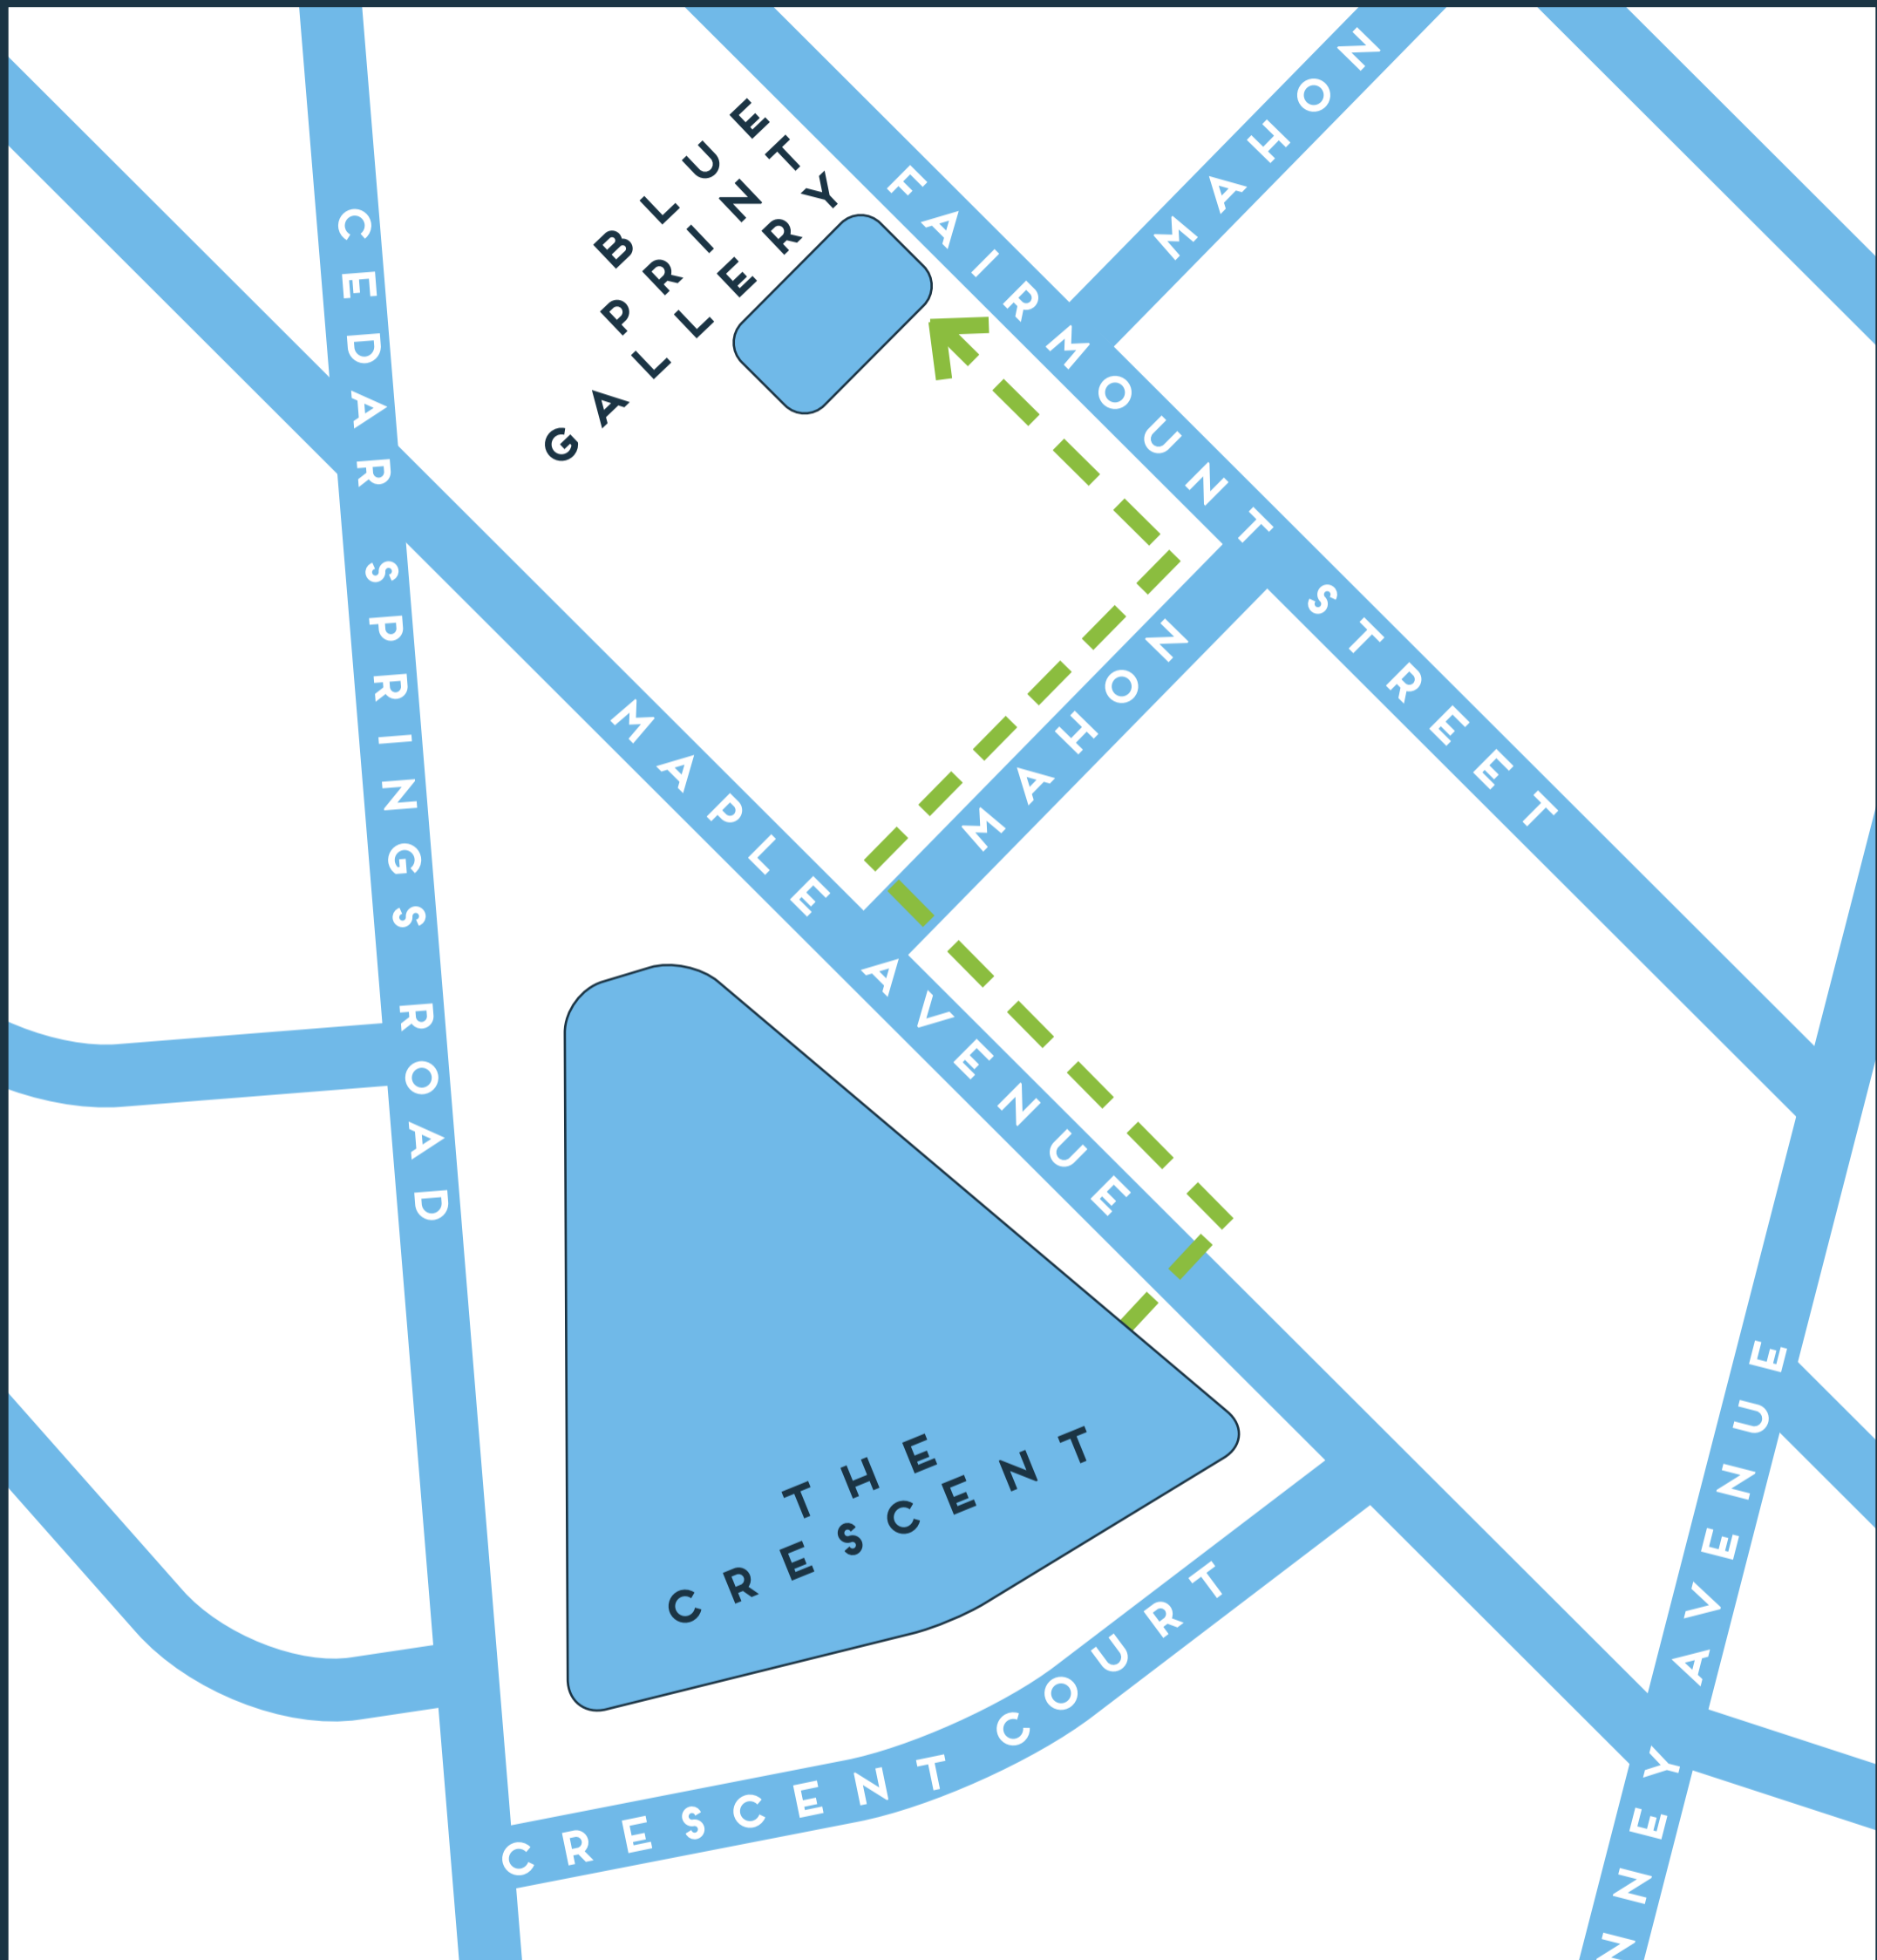 BLUE
PRINT
GALLERY
FAIRMOUNT STREET
MAHON
CEDAR SPRINGS ROAD
MAPLE AVENUE
MAHON
THE
CRESCENT
CRESCENT COURT
AVENUE